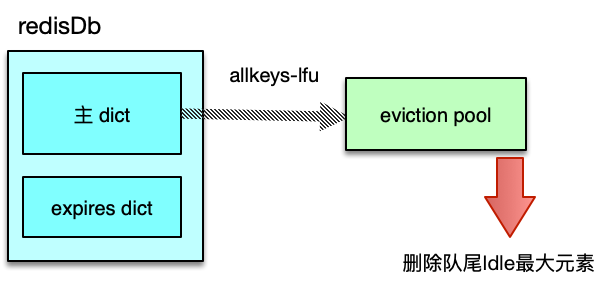 redisDb
allkeys-lfu
主 dict
eviction pool
expires dict
删除队尾Idle最大元素